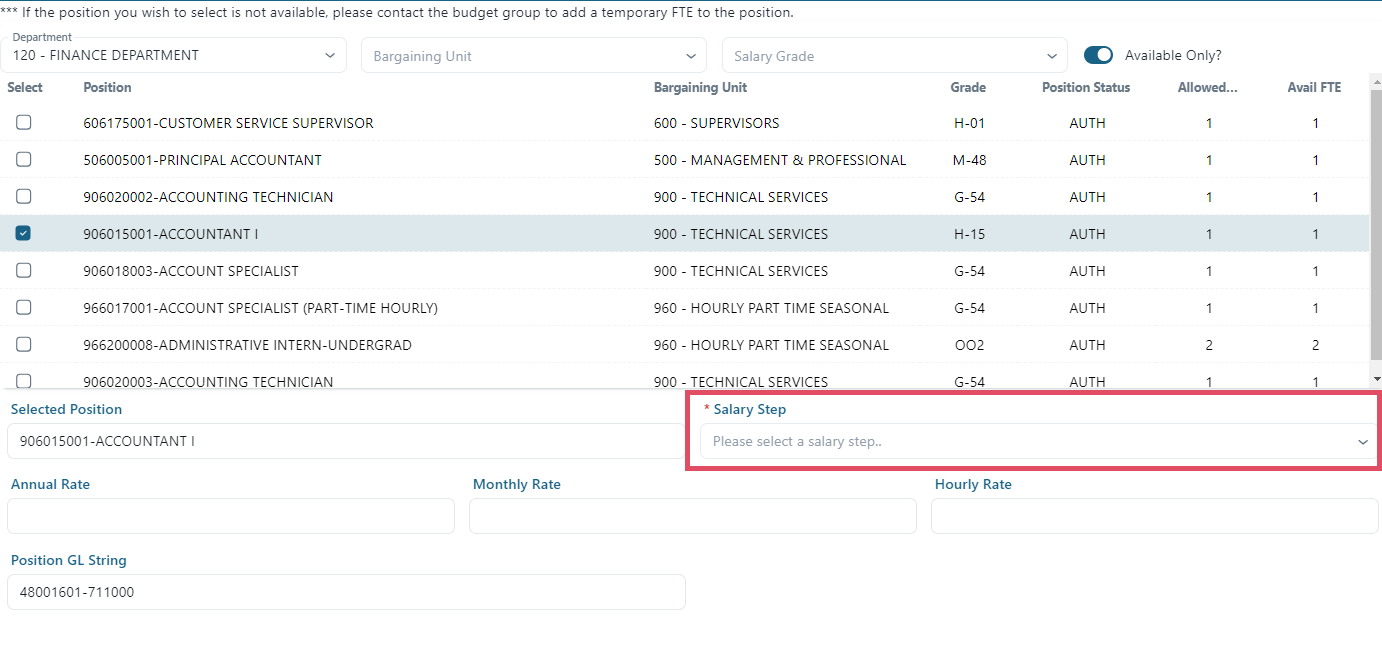 *** If the position you wish to select is not available, please contact the budget group to add a temporary FTE to the position.
Department
120 - FINANCE DEPARTMENT Bargaining Unit Salary Grade Available Only?
Select Position Bargaining Unit Grade Position Status Allowed... Avail FTE
606175001-CUSTOMER SERVICE SUPERVISOR 600 - SUPERVISORS H-01 AUTH 1 1
506005001-PRINCIPAL ACCOUNTANT 500 - MANAGEMENT & PROFESSIONAL M-48 AUTH 1 1
906020002-ACCOUNTING TECHNICIAN 900 - TECHNICAL SERVICES G-54 AUTH 1 1
906015001-ACCOUNTANT I 900 - TECHNICAL SERVICES H-15 AUTH 1 1
906018003-ACCOUNT SPECIALIST 900 - TECHNICAL SERVICES G-54 AUTH 1 1
966017001-ACCOUNT SPECIALIST (PART-TIME HOURLY) 960 - HOURLY PART TIME SEASONAL G-54 AUTH 1 1
966200008-ADMINISTRATIVE INTERN-UNDERGRAD 960 - HOURLY PART TIME SEASONAL OO2 AUTH 2 2
906020003-ACCOUNTING TECHNICIAN 900 - TECHNICAL SERVICES G-54 AUTH 1 1
Selected Position * Salary Step
906015001-ACCOUNTANT I Please select a salary step..
Annual Rate Monthly Rate Hourly Rate
Position GL String
48001601-711000